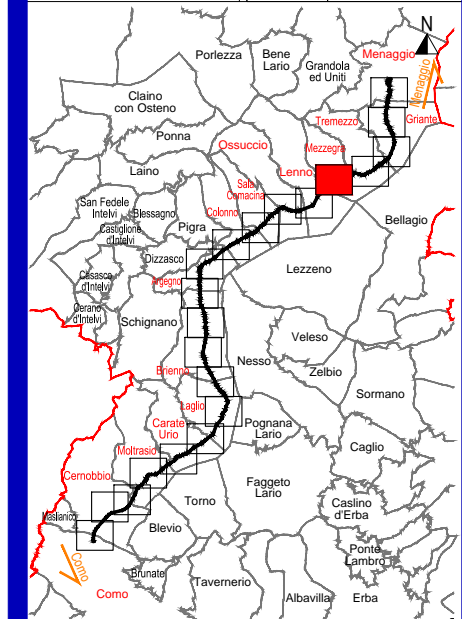 N
Porlezza
Bene
Lario
Grandola
ed Uniti
Menaggio
Menaggio
Claino
con Osteno
Tremezzo
Griante
Ponna
Ossuccio
Mezzegra
Laino
Lenno
Sala
Comacina
San Fedele
Intelvi
Blessagno
Colonno
Castiglione
d'Intelvi
Pigra
Bellagio
Dizzasco
Lezzeno
Casasco
d'Intelvi
Argegno
Cerano
d'Intelvi
Schignano
Veleso
Nesso
Zelbio
Brienno
Sormano
Laglio
Carate
Urio
Pognana
Lario
Caglio
Moltrasio
Cernobbio
Faggeto
Lario
Torno
Caslino
d'Erba
Maslianico
Blevio
Ponte
Lambro
Como
Brunate
Tavernerio
Como
Albavilla
Erba